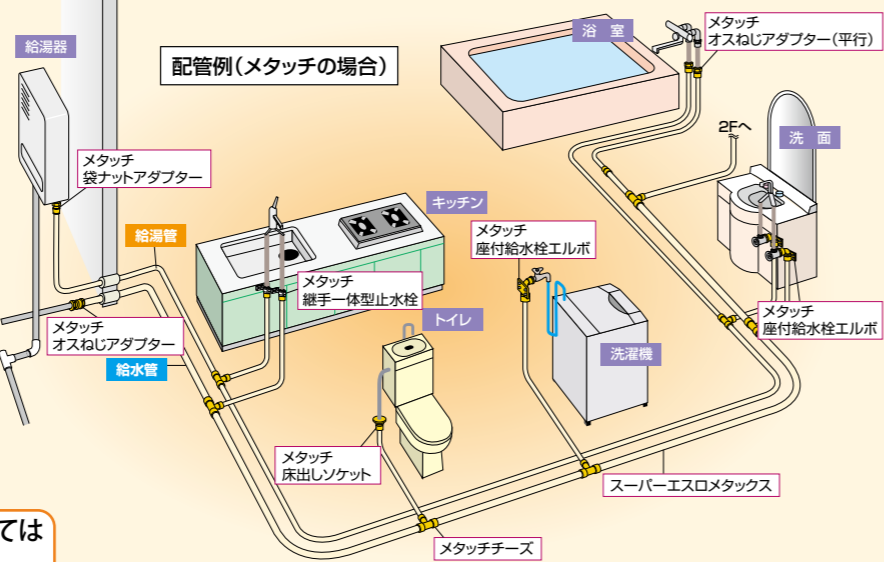 給湯器
配管例(メタッチの場合)
浴 室
メタッチ
オスねじアダプター(平行)
2Fへ
洗 面
メタッチ
袋ナットアダプター
キッチン
給湯管
メタッチ
座付給水栓エルボ
メタッチ
継手一体型止水栓
メタッチ
オスねじアダプター
トイレ
メタッチ
座付給水栓エルボ
給水管
洗濯機
メタッチ
床出しソケット
スーパーエスロメタックス
ては
メタッチチーズ